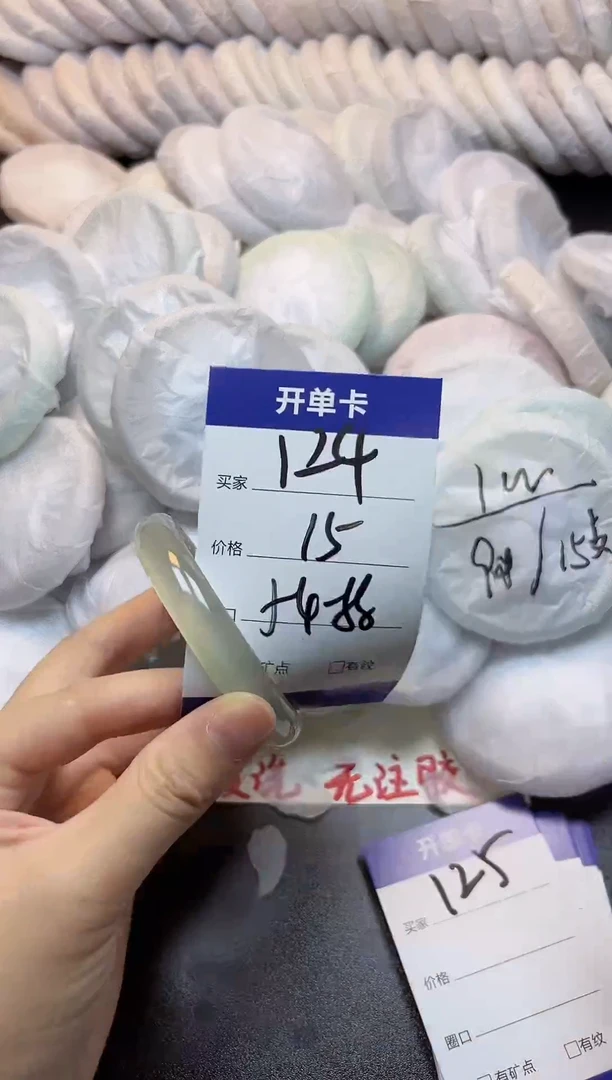 开单卡
买家 124
价格 15
矿点 □有纹
15
无注胶
开单卡
买家 125
价格
圈口
□有矿点 □有纹